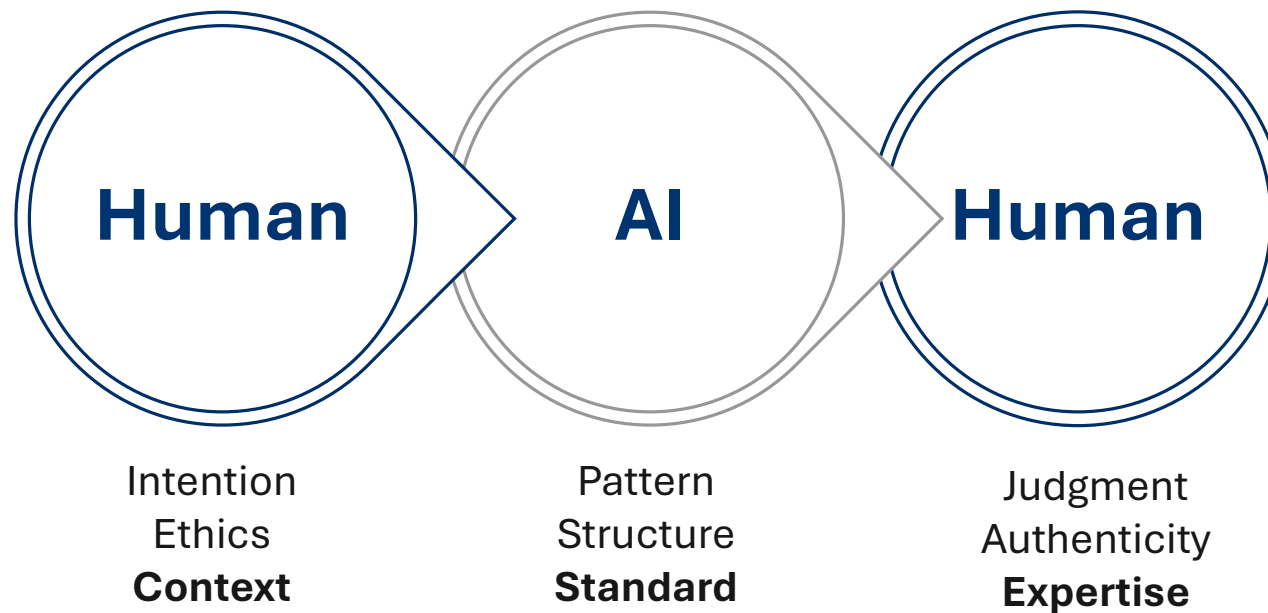 Human
AI
Human
Intention
Ethics
Context
Pattern
Structure
Standard
Judgment
Authenticity
Expertise